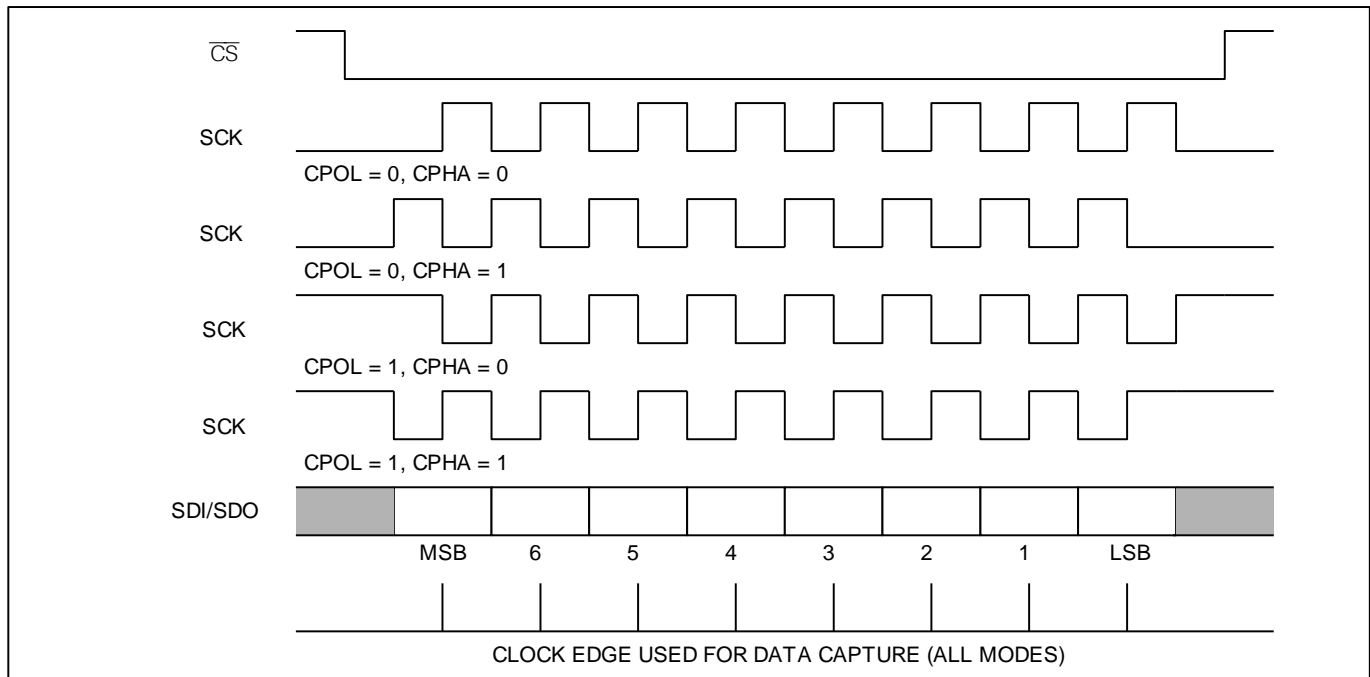 CS
SCK
CPOL = 0, CPHA = 0
SCK
CPOL = 0, CPHA = 1
SCK
CPOL = 1, CPHA = 0
SCK
CPOL = 1, CPHA = 1
SDI/SDO
MSB 6 5 4 3 2 1 LSB
CLOCK EDGE USED FOR DATA CAPTURE (ALL MODES)